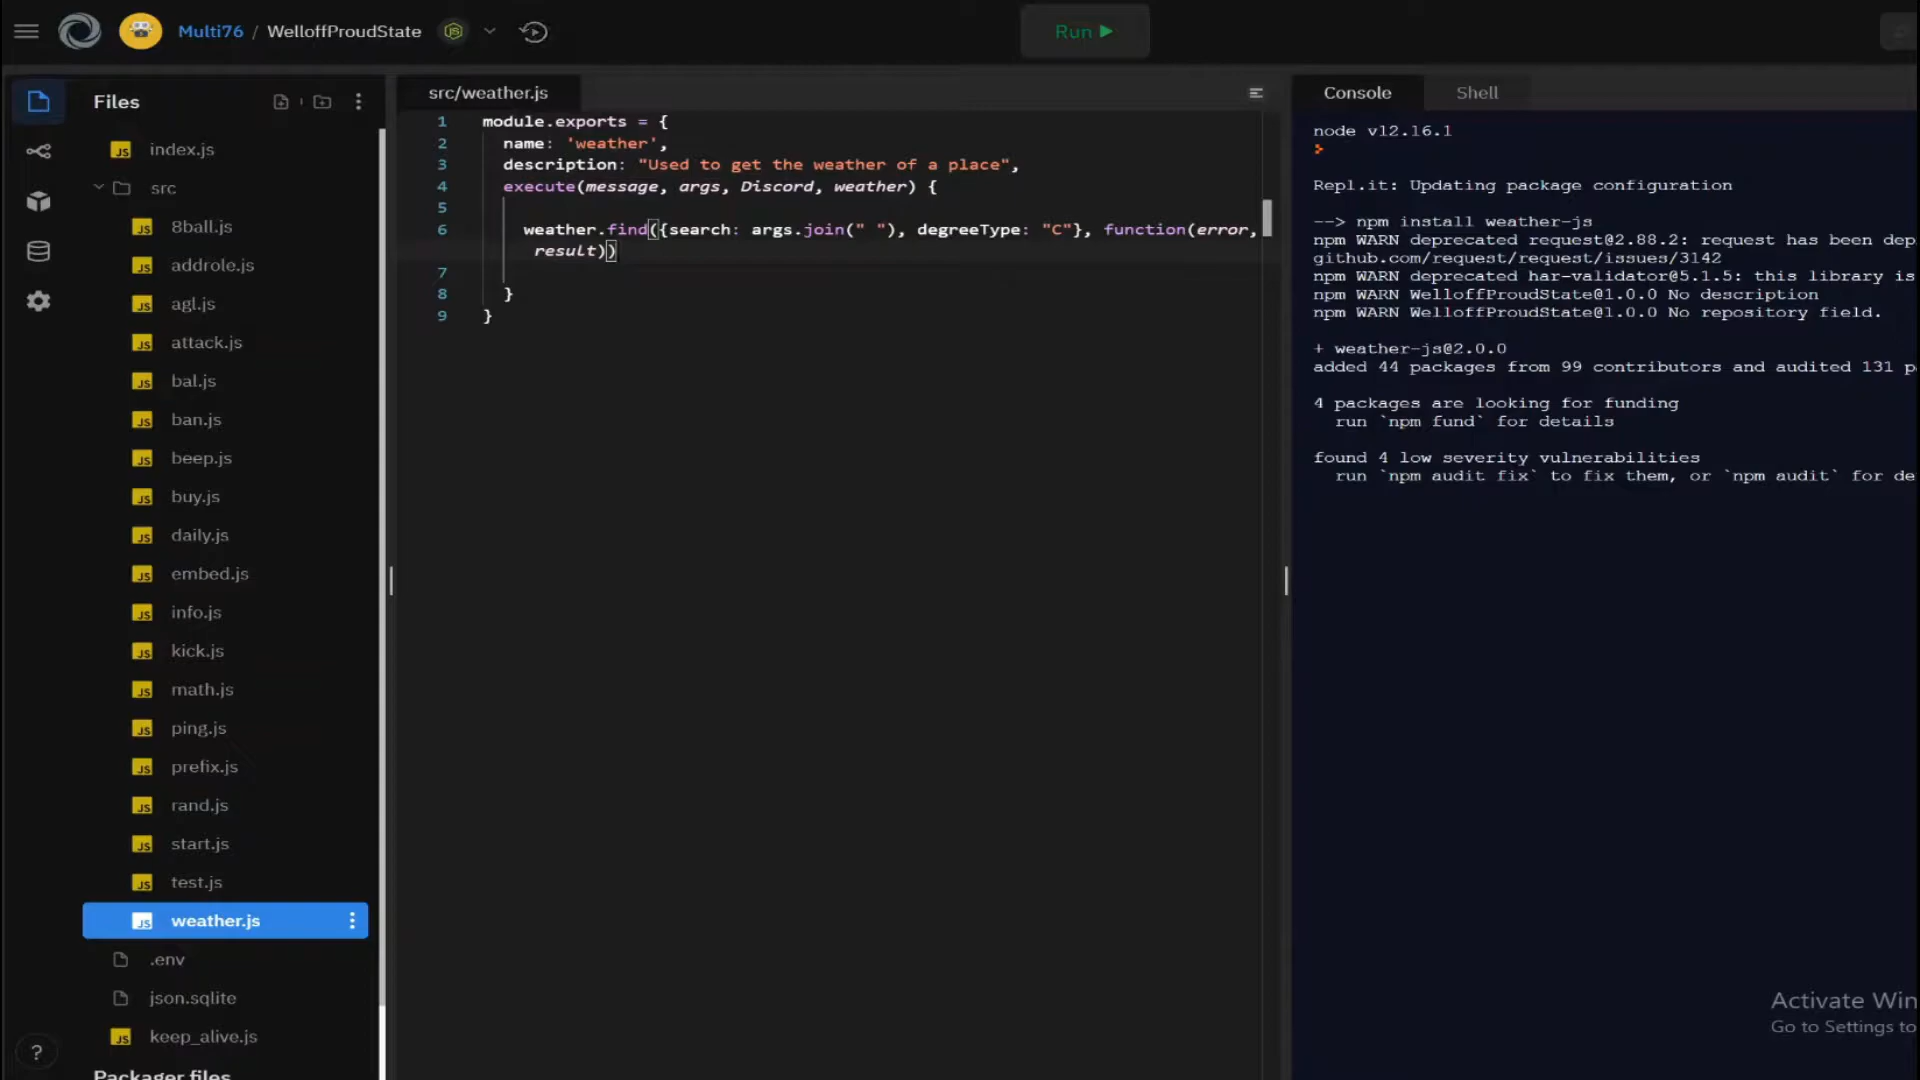 Multi76 / WelloffProudState
Run
Files
index.js
src
8ball.js
addrole.js
agl.js
attack.js
bal.js
ban.js
beep.js
buy.js
daily.js
embed.js
info.js
kick.js
math.js
ping.js
prefix.js
rand.js
start.js
test.js
weather.js
.env
json.sqlite
keep_alive.js
Packager files
?
src/weather.js
1 module.exports = {
2 name: 'weather',
3 description: "Used to get the weather of a place",
4 execute(message, args, Discord, weather) {
5
6 weather.find({search: args.join(" "), degreeType: "C"}, function(error,
result))
7
8 }
9 }
Console Shell
node v12.16.1
>
Repl.it: Updating package configuration
--> npm install weather-js
npm WARN deprecated request@2.88.2: request has been dep
github.com/request/request/issues/3142
npm WARN deprecated har-validator@5.1.5: this library is
npm WARN WelloffProudState@1.0.0 No description
npm WARN WelloffProudState@1.0.0 No repository field.
+ weather-js@2.0.0
added 44 packages from 99 contributors and audited 131 p
4 packages are looking for funding
run `npm fund` for details
found 4 low severity vulnerabilities
run `npm audit fix` to fix them, or `npm audit` for de
Activate Win
Go to Settings to